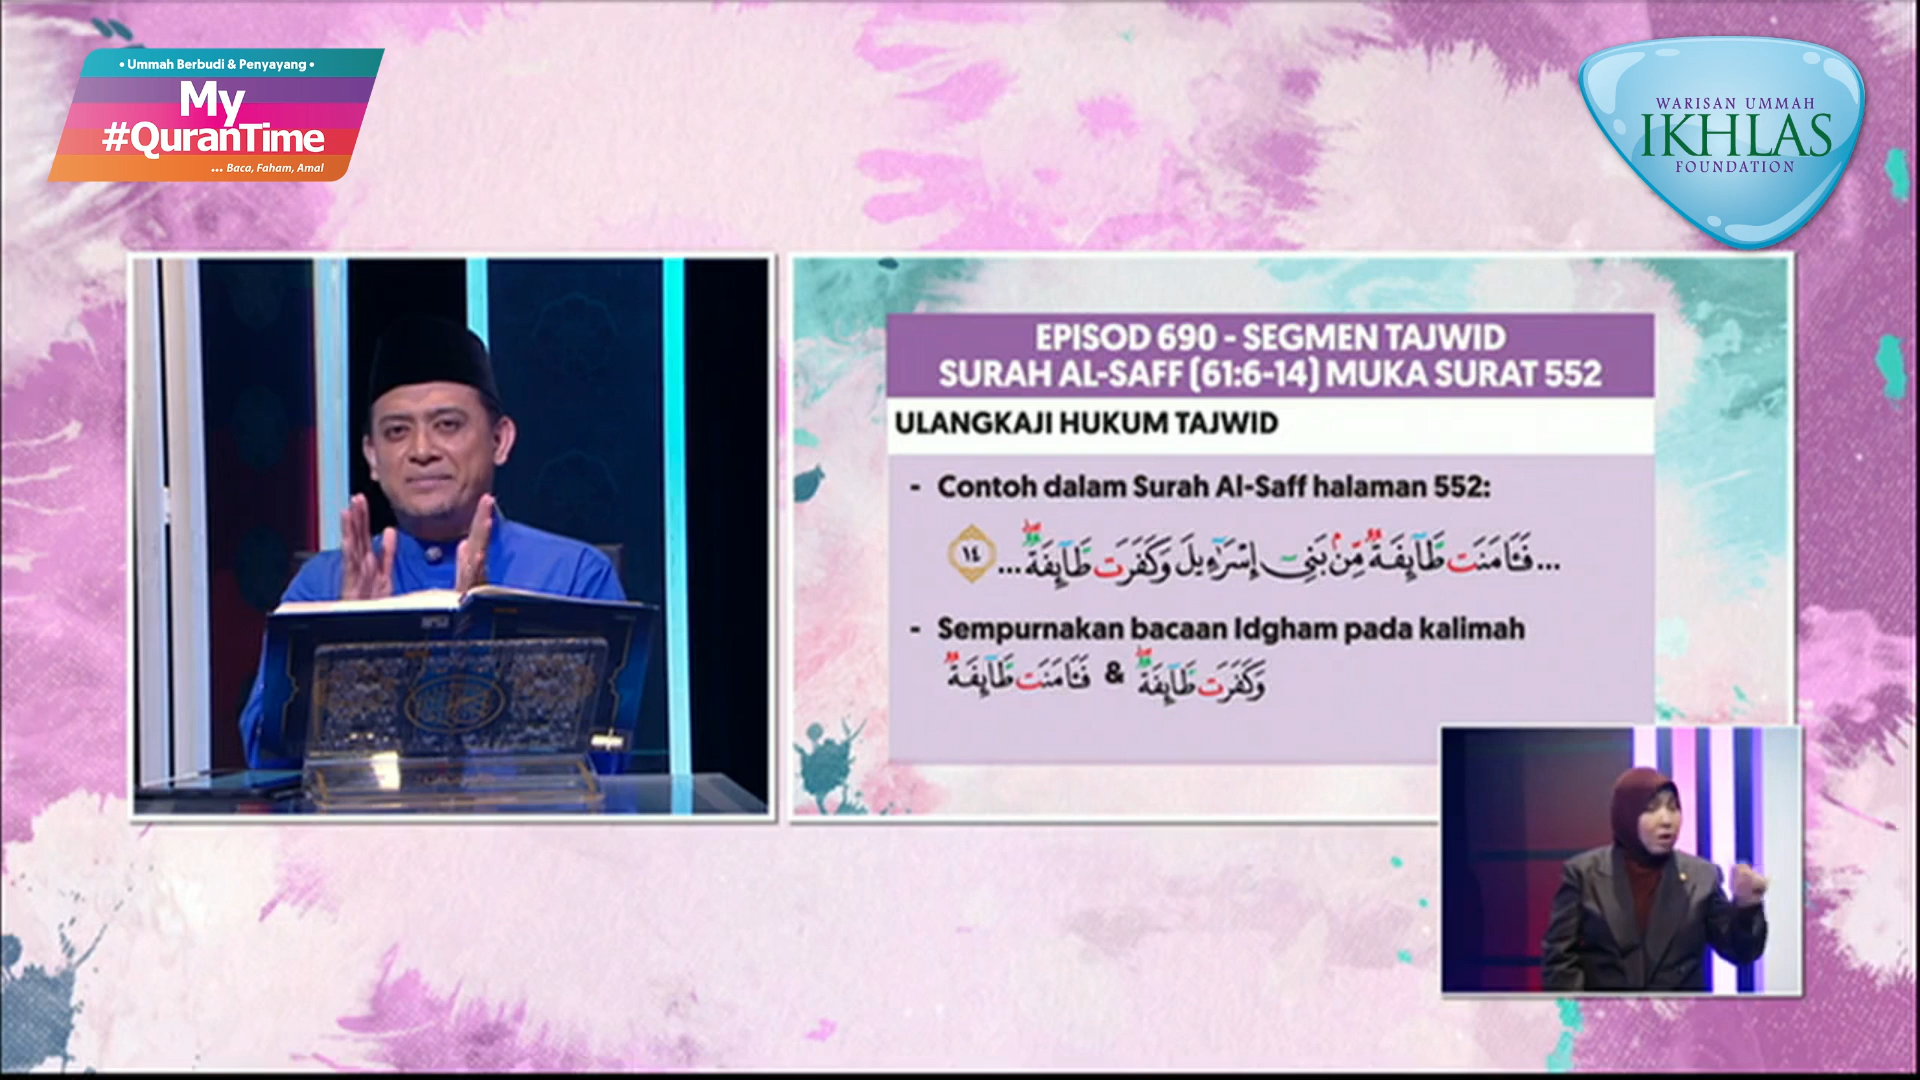 • Ummah Berbudi & Penyayang •
My
#QuranTime
... Baca, Faham, Amal
WARISAN UMMAH
IKHLAS
FOUNDATION
EPISOD 690 - SEGMEN TAJWID
SURAH AL-SAFF (61:6-14) MUKA SURAT 552
ULANGKAJI HUKUM TAJWID
- Contoh dalam Surah Al-Saff halaman 552:
...فَـَٔامَنَت طَّآئِفَةٌ مِّنۢ بَنِىٓ إِسْرَٰٓءِيلَ وَكَفَرَت طَّآئِفَةٌ ۖ... ١٤
- Sempurnakan bacaan Idgham pada kalimah
فَـَٔامَنَت طَّآئِفَةٌ & وَكَفَرَت طَّآئِفَةٌ ۖ